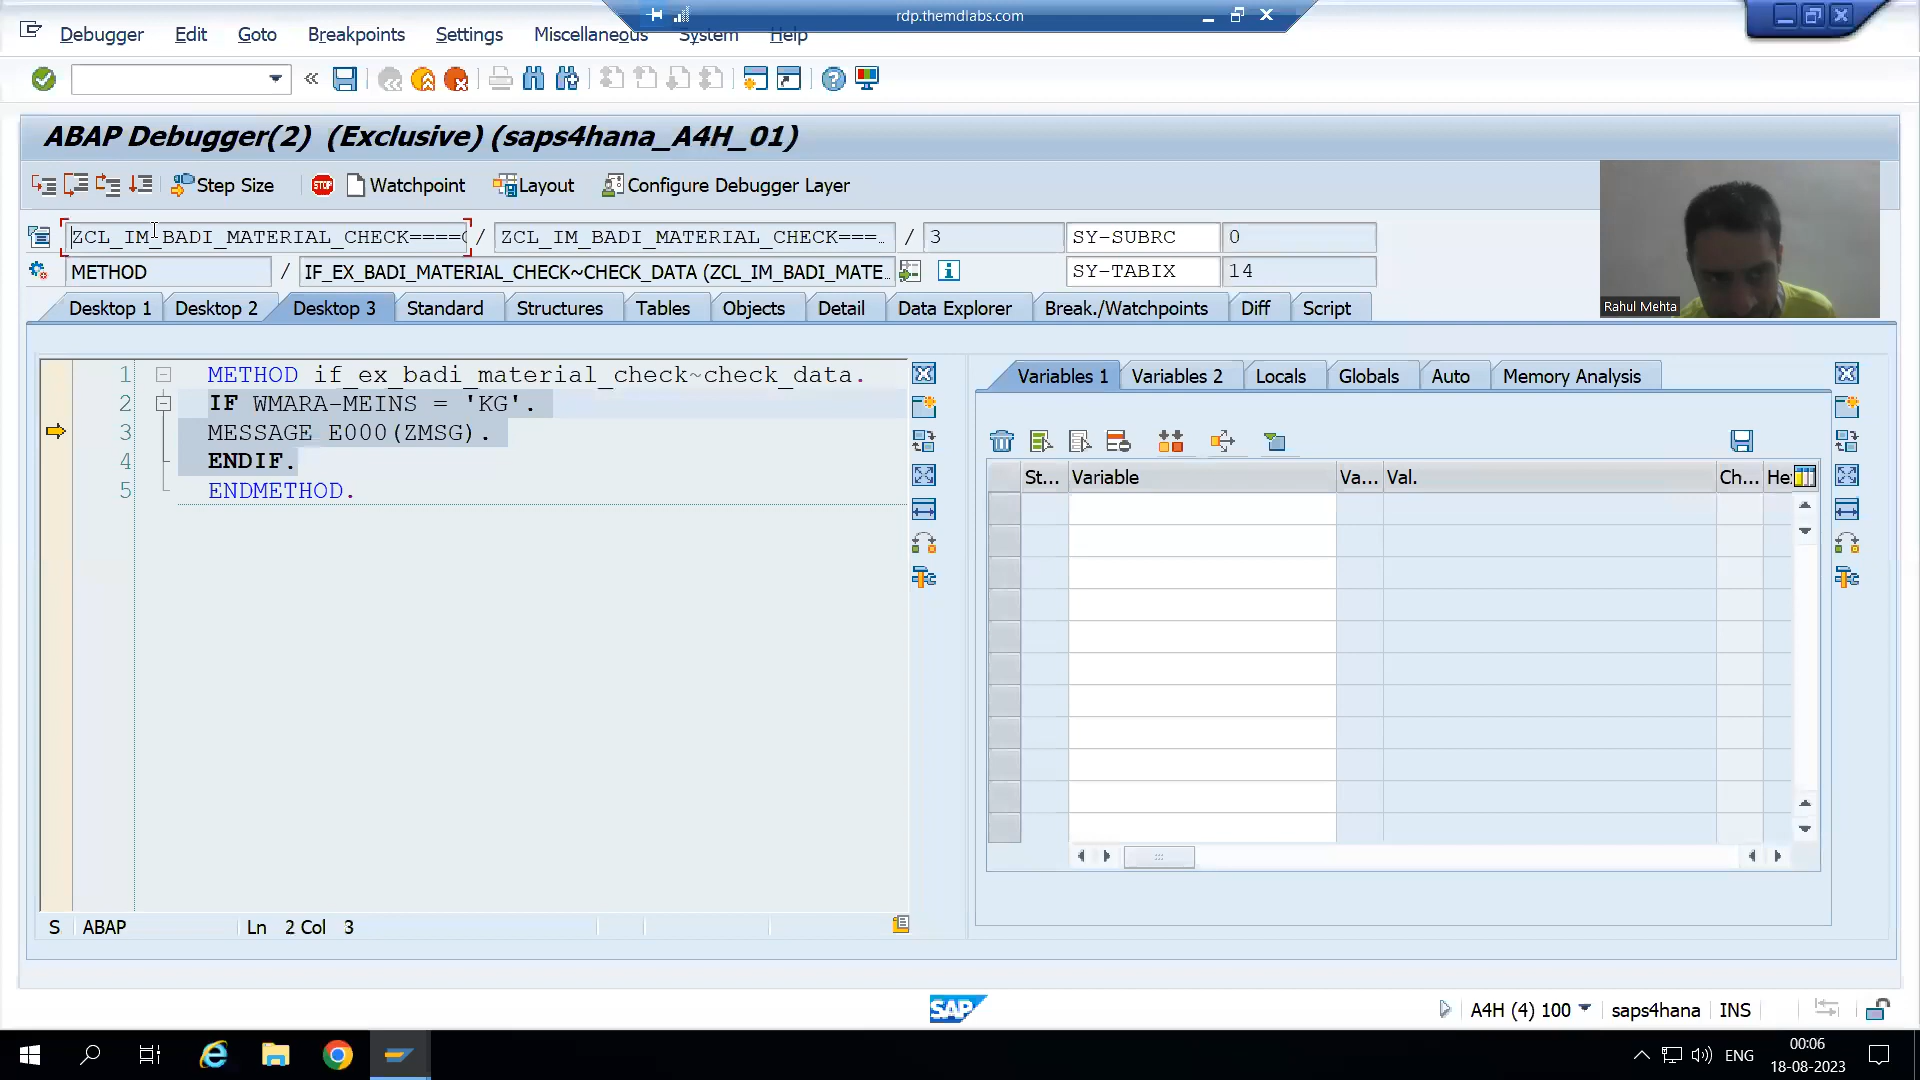 rdp.themdlabs.com
Debugger Edit Goto Breakpoints Settings Miscellaneous System Help
ABAP Debugger(2) (Exclusive) (saps4hana_A4H_01)
Step Size STOP Watchpoint Layout Configure Debugger Layer
ZCL_IM_BADI_MATERIAL_CHECK==== / ZCL_IM_BADI_MATERIAL_CHECK===… / 3 SY-SUBRC 0
METHOD / IF_EX_BADI_MATERIAL_CHECK~CHECK_DATA (ZCL_IM_BADI_MATE… SY-TABIX 14
Rahul Mehta
Desktop 1 Desktop 2 Desktop 3 Standard Structures Tables Objects Detail Data Explorer Break./Watchpoints Diff Script
Variables 1 Variables 2 Locals Globals Auto Memory Analysis
1 METHOD if_ex_badi_material_check~check_data.
2 IF WMARA-MEINS = 'KG'.
3 MESSAGE E000(ZMSG).
4 ENDIF.
5 ENDMETHOD.
St... Variable Va... Val. Ch... He
S ABAP Ln 2 Col 3
SAP
A4H (4) 100 saps4hana INS
ENG
00:06
18-08-2023